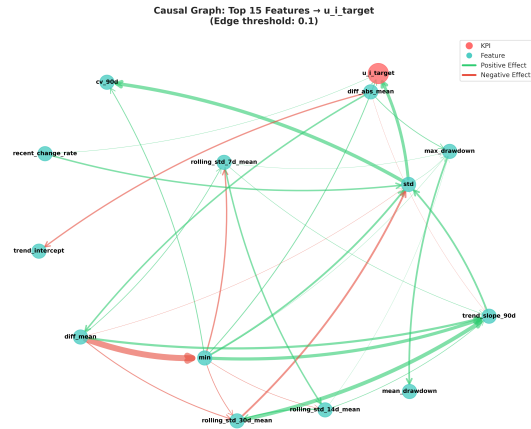 Causal Graph: Top 15 Features → u_i_target
(Edge threshold: 0.1)
KPI
Feature
Positive Effect
Negative Effect
u_i_target
cv_90d
diff_abs_mean
recent_change_rate
rolling_std_7d_mean
max_drawdown
std
trend_intercept
trend_slope_90d
diff_mean
min
mean_drawdown
rolling_std_14d_mean
rolling_std_30d_mean